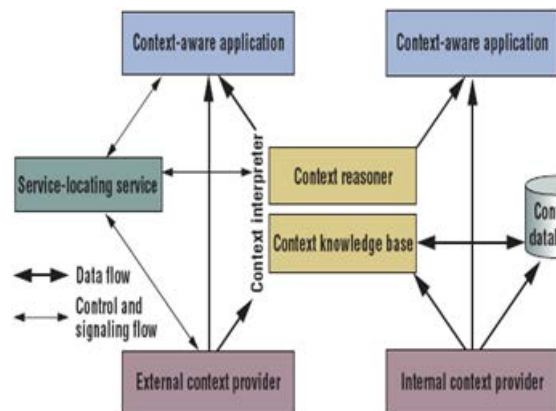 Context-aware application
Context-aware application
Context interpreter
Context reasoner
Service-locating service
Context knowledge base
Data flow
Control and
signaling flow
External context provider
Internal context provider